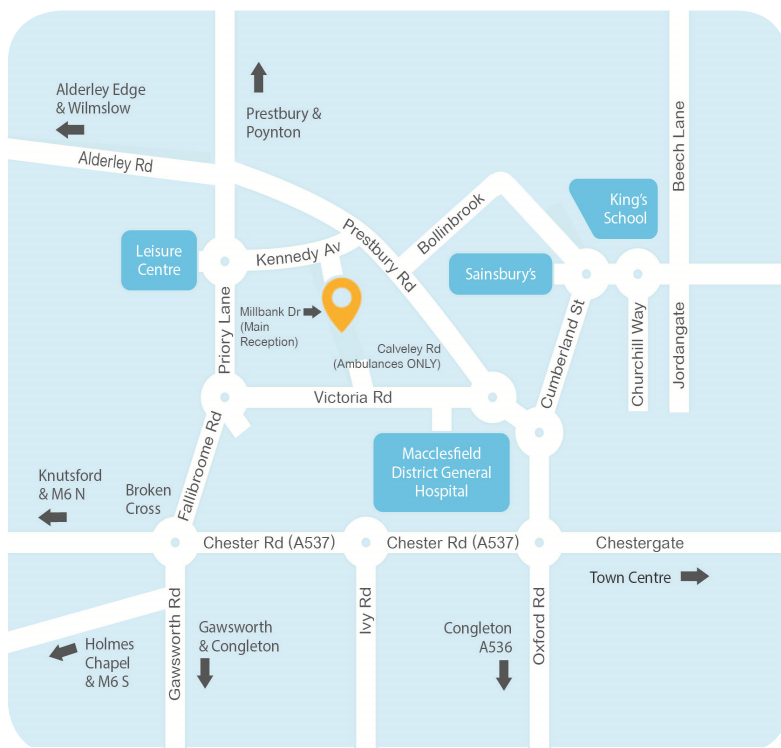 Alderley Edge
& Wilmslow
Prestbury &
Poynton
Alderley Rd
Beech Lane
King's
School
Bollinbrook
Prestbury Rd
Kennedy Av
Leisure
Centre
Sainsbury's
Priory Lane
Millbank Dr
(Main
Reception)
Calveley Rd
(Ambulances ONLY)
Cumberland St
Churchill Way
Jordangate
Victoria Rd
Macclesfield
District General
Hospital
Fallibroome Rd
Knutsford
& M6 N
Broken
Cross
Chester Rd (A537)
Chester Rd (A537)
Chestergate
Town Centre
Gawsworth Rd
Ivy Rd
Oxford Rd
Holmes
Chapel
& M6 S
Gawsworth
& Congleton
Congleton
A536